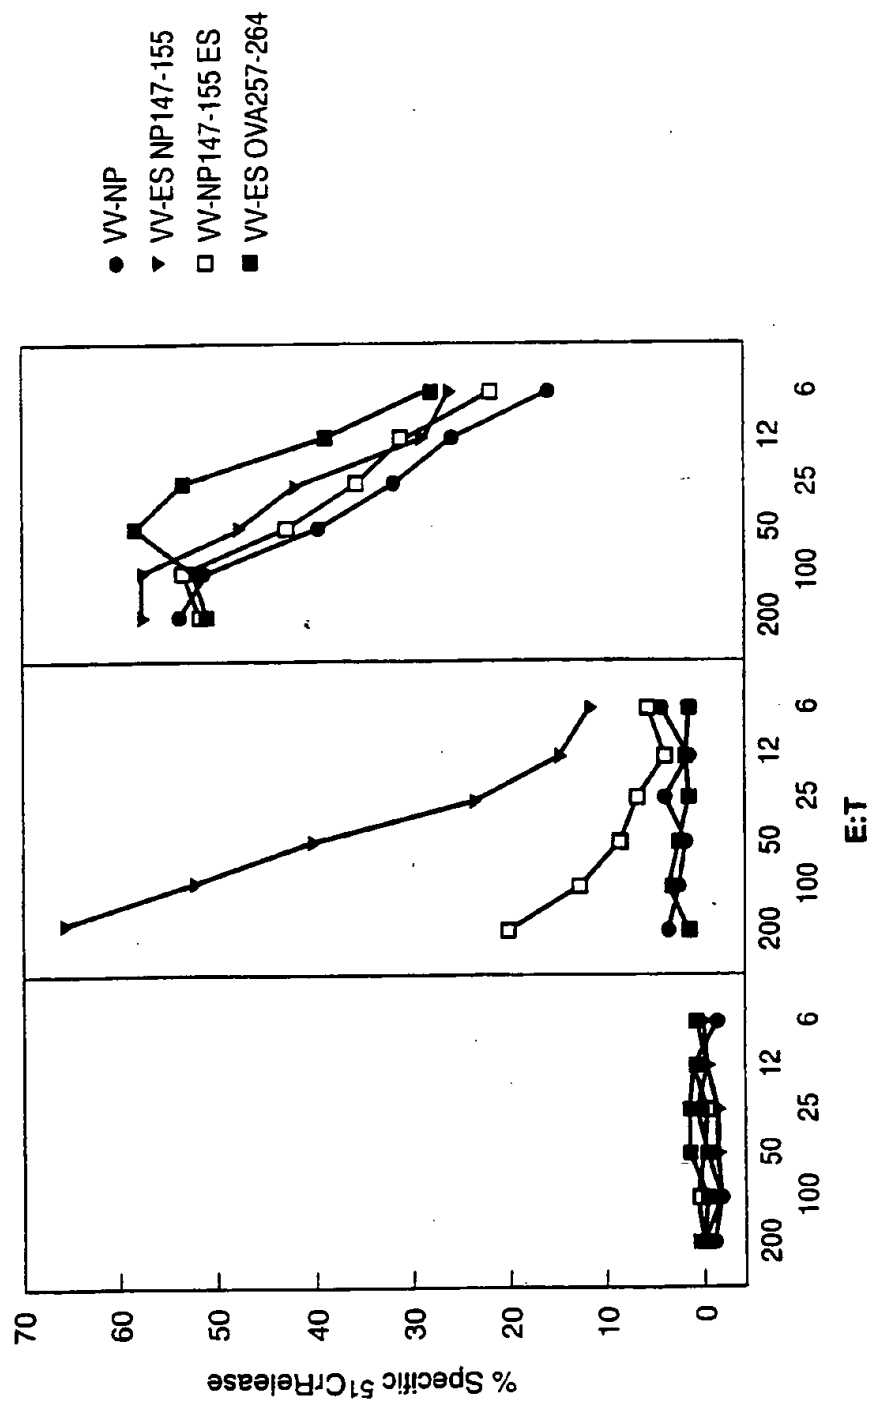 ● VV-NP
▼ VV-ES NP147-155
□ VV-NP147-155 ES
■ VV-ES OVA257-264
% Specific ⁵¹CrRelease
70
60
50
40
30
20
10
0
200 100 50 25 12 6
200 100 50 25 12 6
200 100 50 25 12 6
E:T